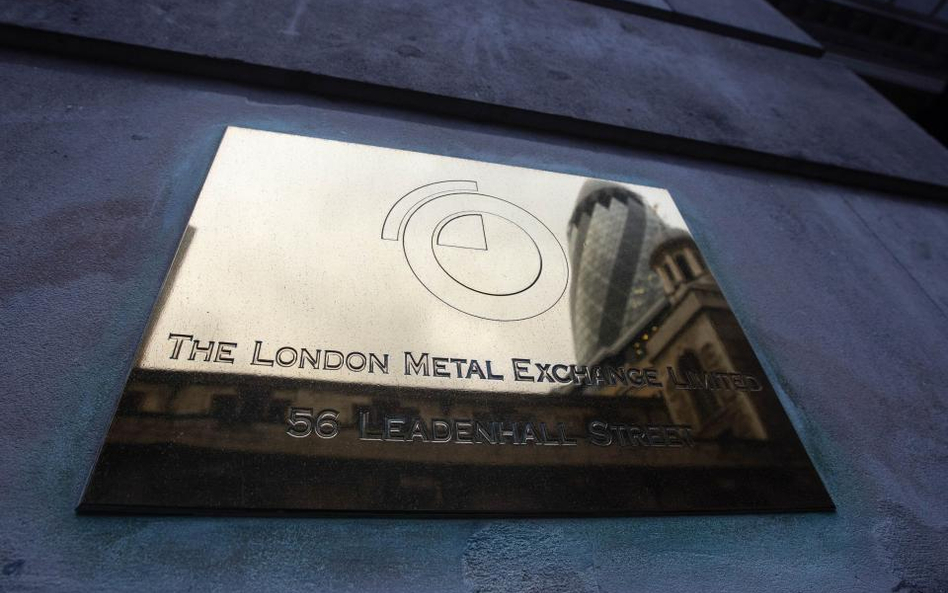 THE LONDON METAL EXCHANGE LIMITED
56 LEADENHALL STREET